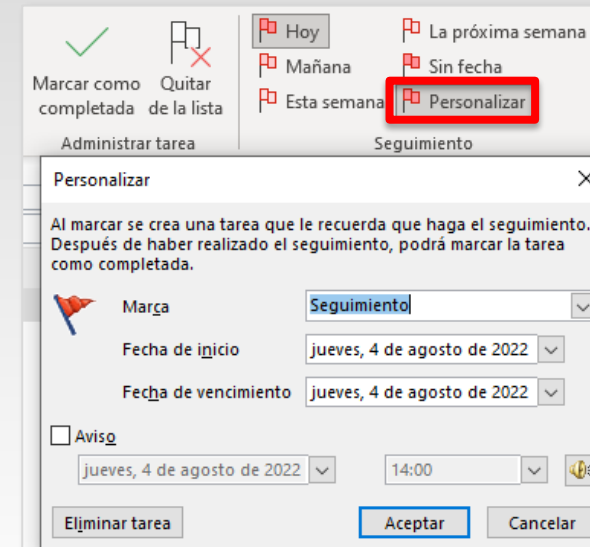 Hoy
La próxima semana
Mañana
Sin fecha
Marcar como
completada
Quitar
de la lista
Esta semana
Personalizar
Administrar tarea
Seguimiento
Personalizar
Al marcar se crea una tarea que le recuerda que haga el seguimiento.
Después de haber realizado el seguimiento, podrá marcar la tarea
como completada.
Marca
Seguimiento
Fecha de inicio
jueves, 4 de agosto de 2022
Fecha de vencimiento
jueves, 4 de agosto de 2022
Aviso
jueves, 4 de agosto de 2022
14:00
Eliminar tarea
Aceptar
Cancelar